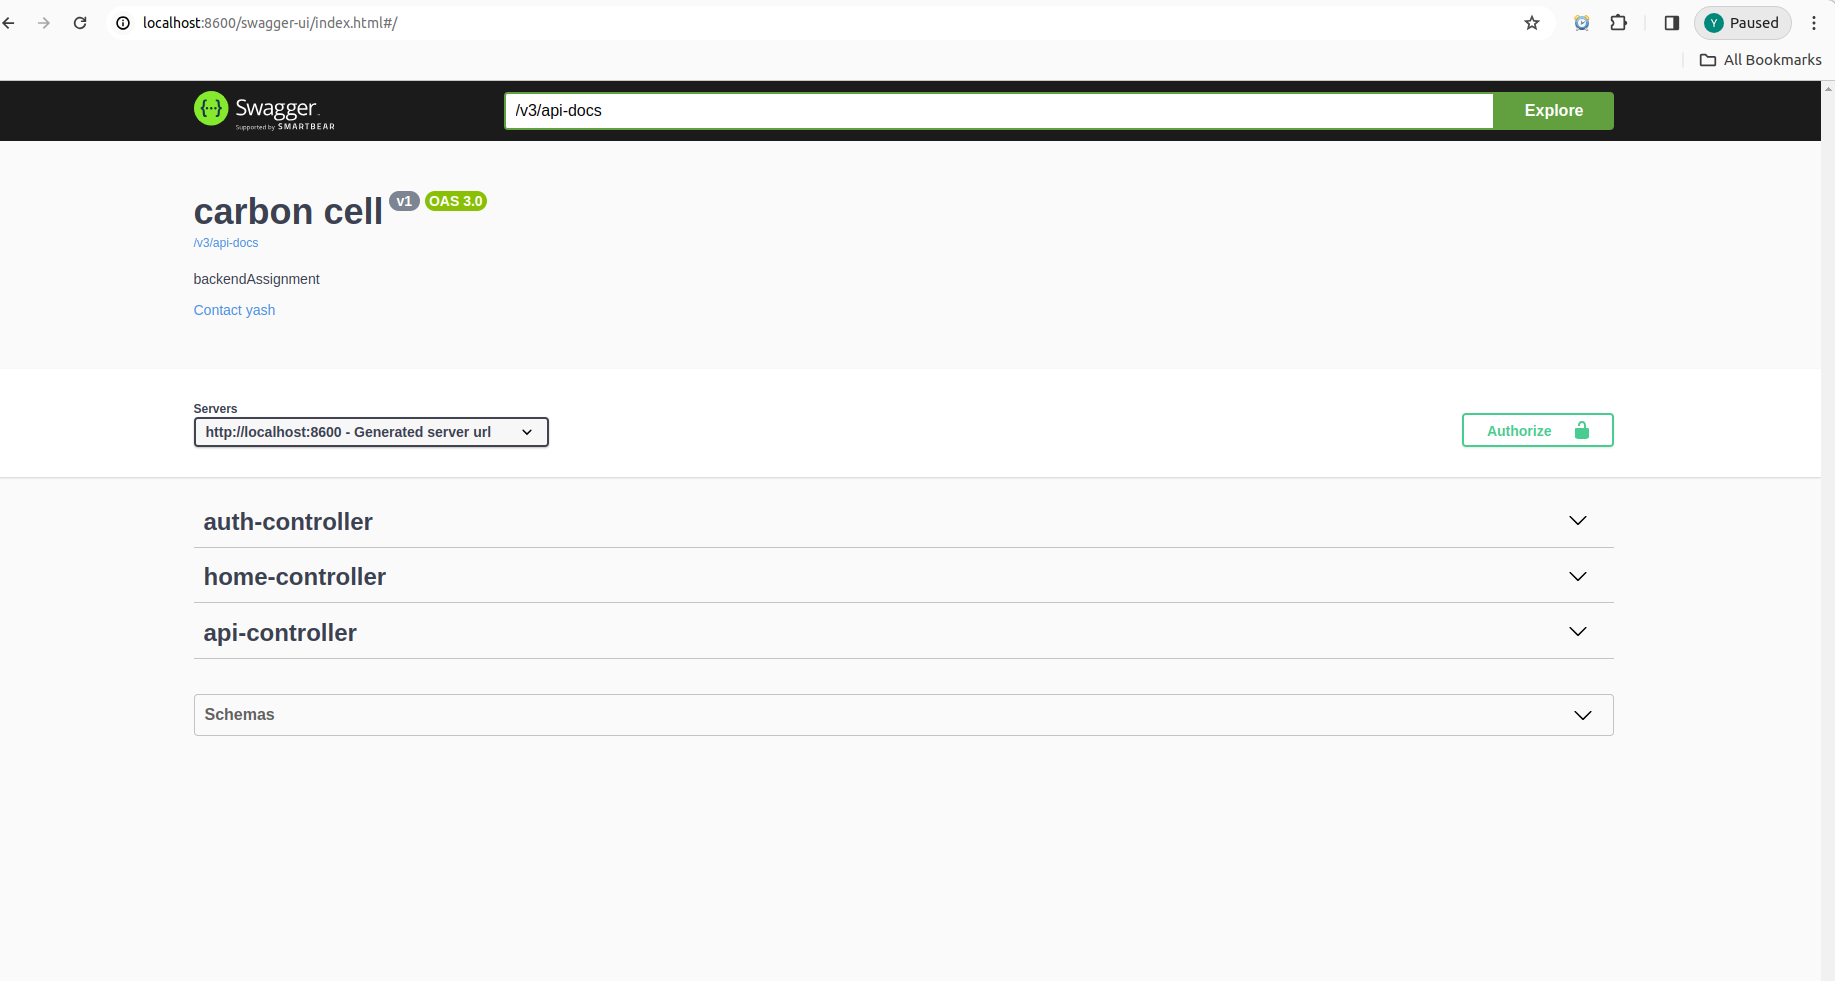 localhost:8600/swagger-ui/index.html#/
Y Paused
All Bookmarks
{···} Swagger
Supported by SMARTBEAR
/v3/api-docs
Explore
carbon cell v1 OAS 3.0
/v3/api-docs
backendAssignment
Contact yash
Servers
http://localhost:8600 - Generated server url
Authorize
auth-controller
home-controller
api-controller
Schemas